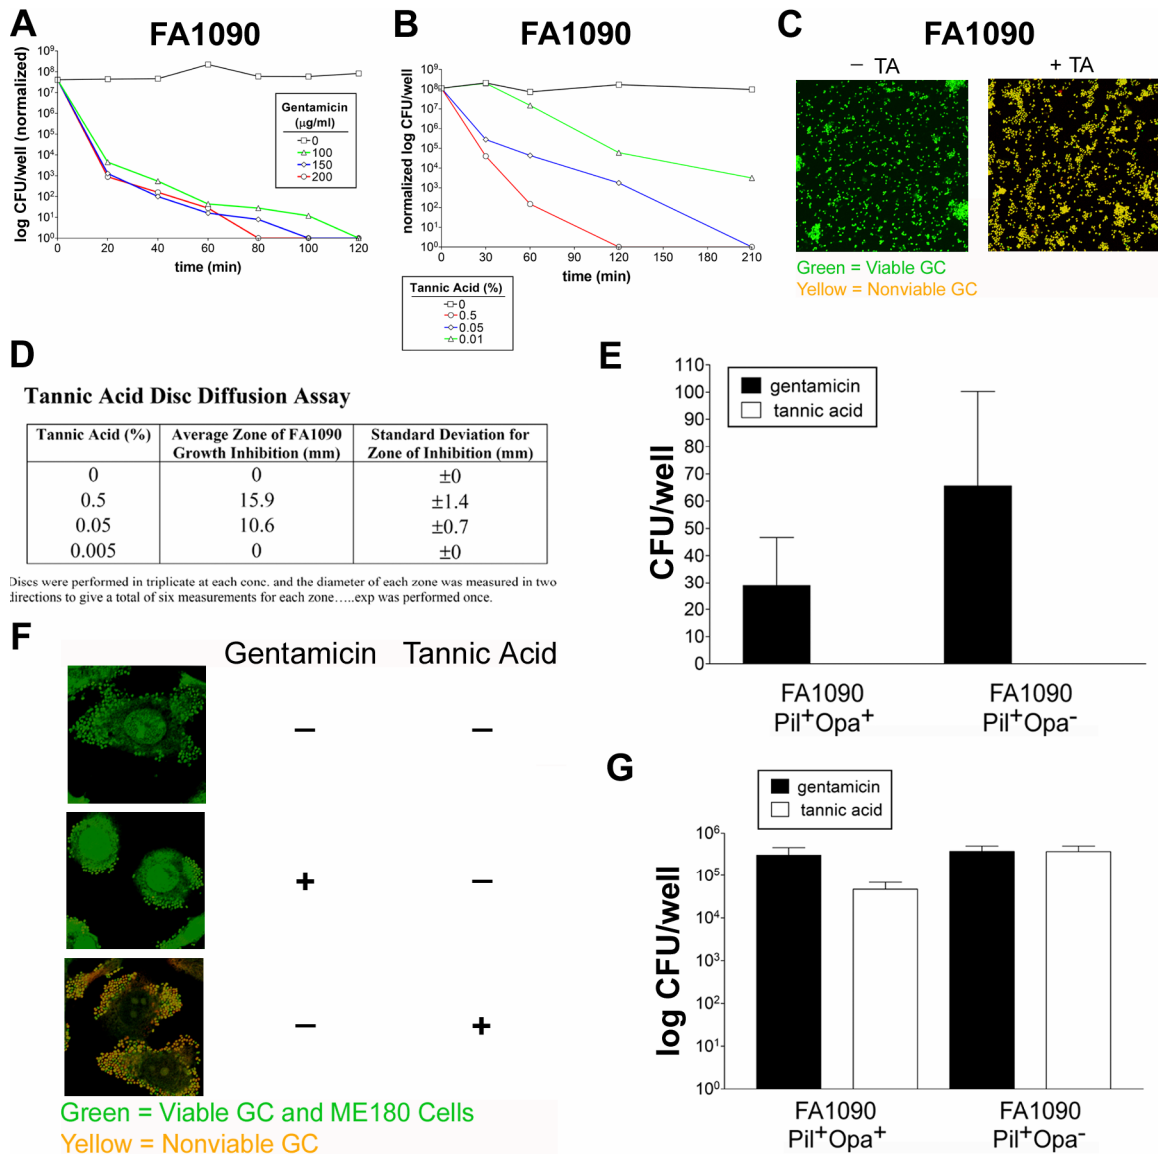 A
FA1090
log CFU/well (normalized)
10⁹
10⁸
10⁷
10⁶
10⁵
10⁴
10³
10²
10¹
10⁰
0 20 40 60 80 100 120
time (min)
Gentamicin
(μg/ml)
0
100
150
200
B
FA1090
normalized log CFU/well
10⁹
10⁸
10⁷
10⁶
10⁵
10⁴
10³
10²
10¹
10⁰
0 30 60 90 120 150 180 210
time (min)
Tannic Acid (%)
0
0.5
0.05
0.01
C
FA1090
− TA + TA
Green = Viable GC
Yellow = Nonviable GC
D
Tannic Acid Disc Diffusion Assay
Tannic Acid (%) Average Zone of FA1090 Standard Deviation for
Growth Inhibition (mm) Zone of Inhibition (mm)
0 0 ±0
0.5 15.9 ±1.4
0.05 10.6 ±0.7
0.005 0 ±0
Discs were performed in triplicate at each conc. and the diameter of each zone was measured in two
directions to give a total of six measurements for each zone…..exp was performed once.
E
CFU/well
110
100
90
80
70
60
50
40
30
20
10
0
gentamicin
tannic acid
FA1090 FA1090
Pil⁺Opa⁺ Pil⁺Opa⁻
F
Gentamicin Tannic Acid
− −
+ −
− +
Green = Viable GC and ME180 Cells
Yellow = Nonviable GC
G
gentamicin
tannic acid
log CFU/well
10⁶
10⁵
10⁴
10³
10²
10¹
10⁰
FA1090 FA1090
Pil⁺Opa⁺ Pil⁺Opa⁻